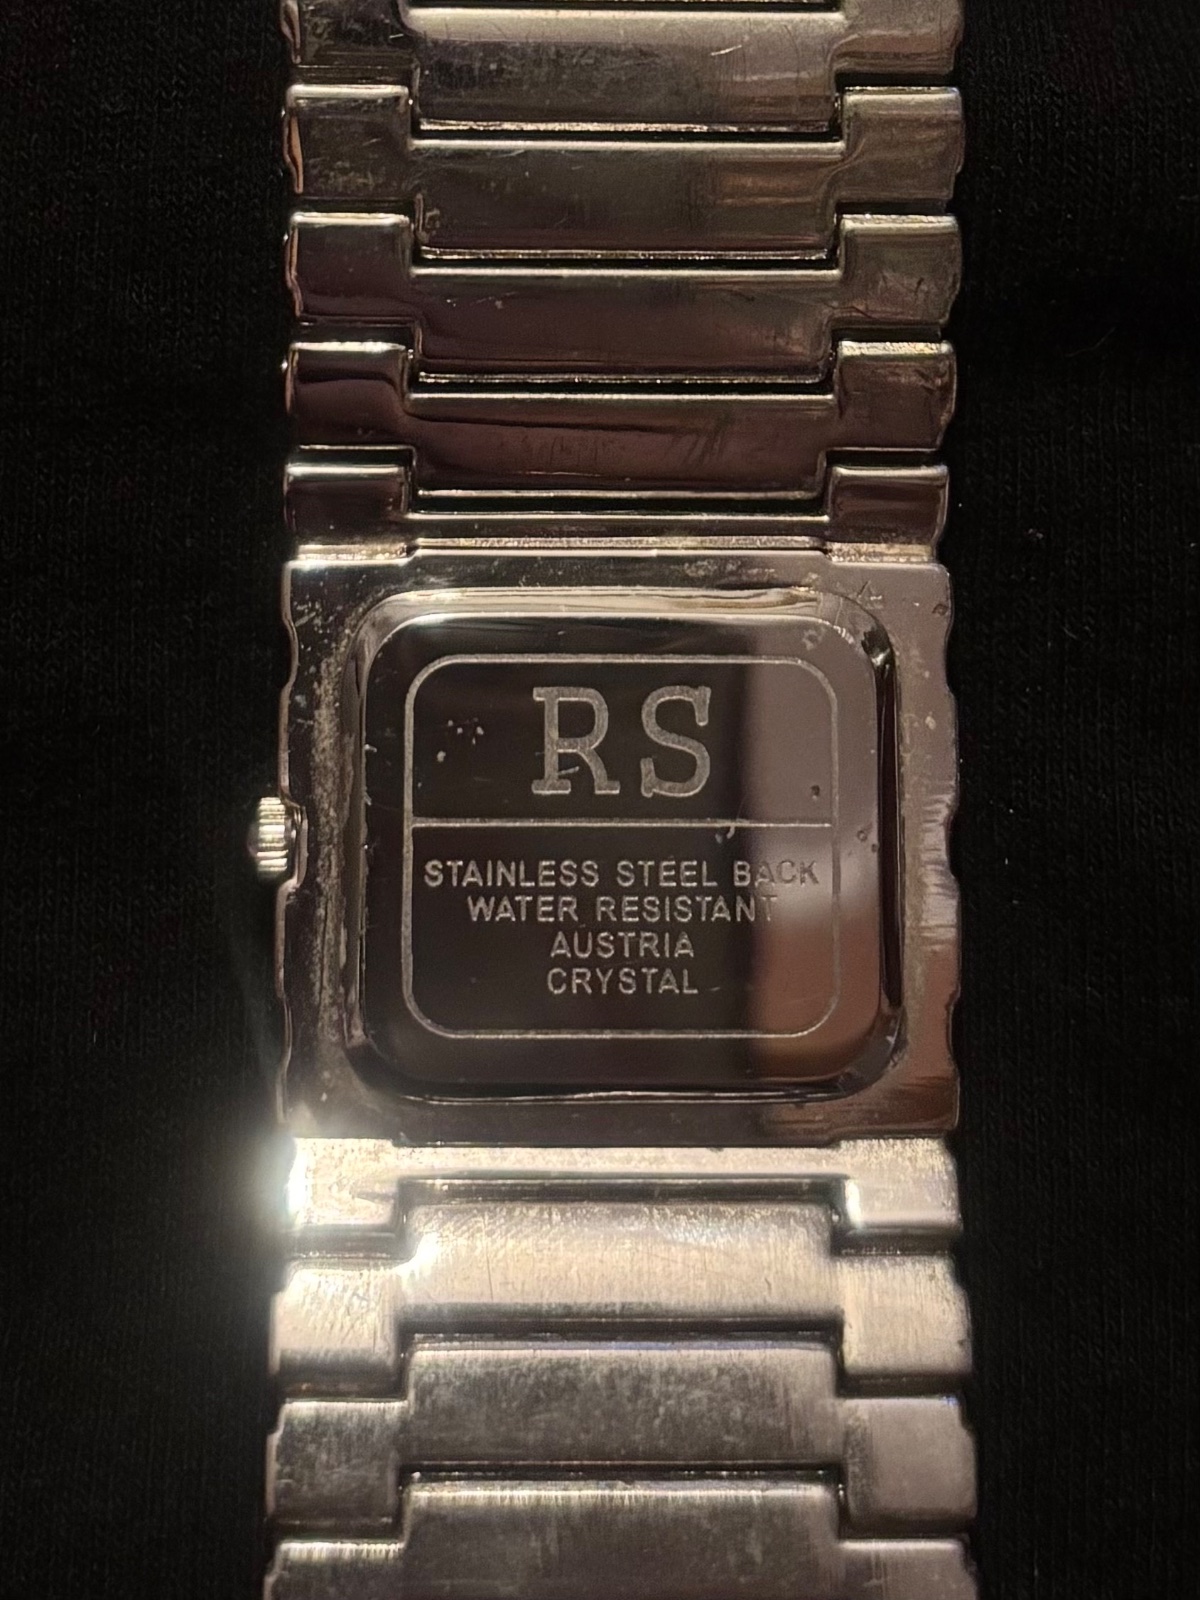 RS
STAINLESS STEEL BACK
WATER RESISTANT
AUSTRIA
CRYSTAL